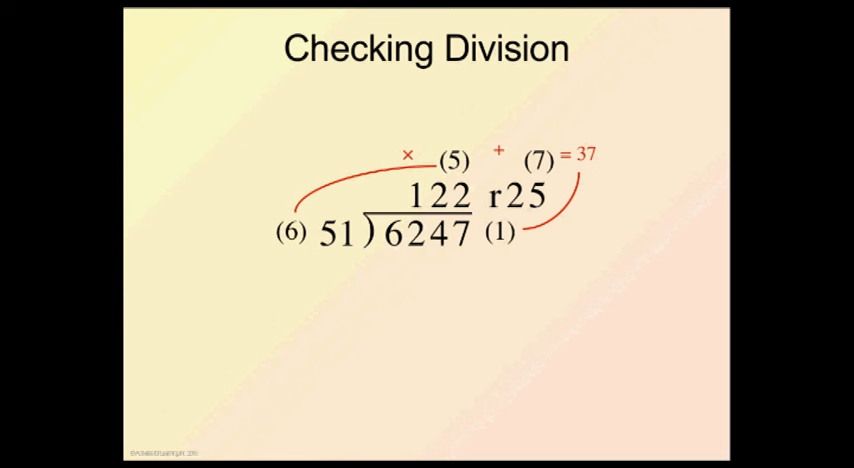 Checking Division
× (5) + (7) = 37
122 r25
(6) 51)6247 (1)